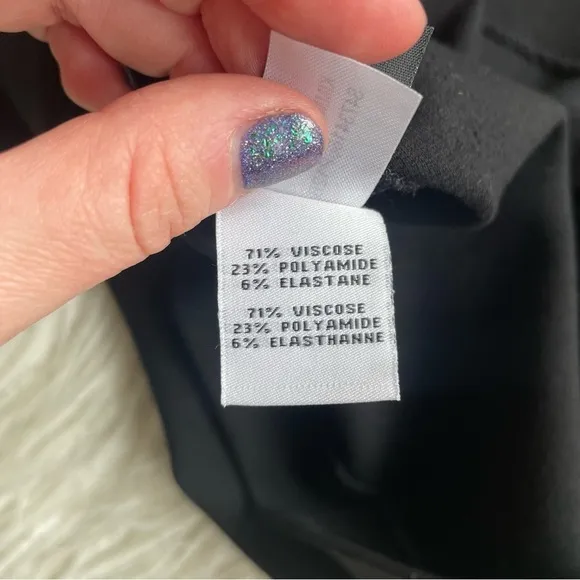 71% VISCOSE
23% POLYAMIDE
6% ELASTANE
71% VISCOSE
23% POLYAMIDE
6% ELASTHANNE